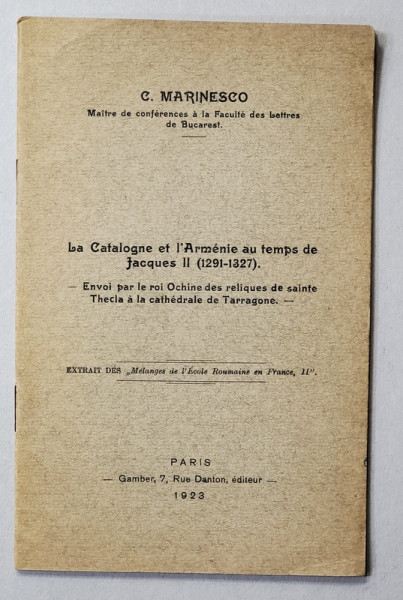 C. MARINESCO
Maître de conférences à la Faculté des Lettres
de Bucarest.
La Catalogne et l'Arménie au temps de
Jacques II (1291-1327).
— Envoi par le roi Ochine des reliques de sainte
Thecla à la cathédrale de Tarragone. —
EXTRAIT DES „Mélanges de l'École Roumaine en France, II".
PARIS
— Gamber, 7, Rue Danton, éditeur —
1923